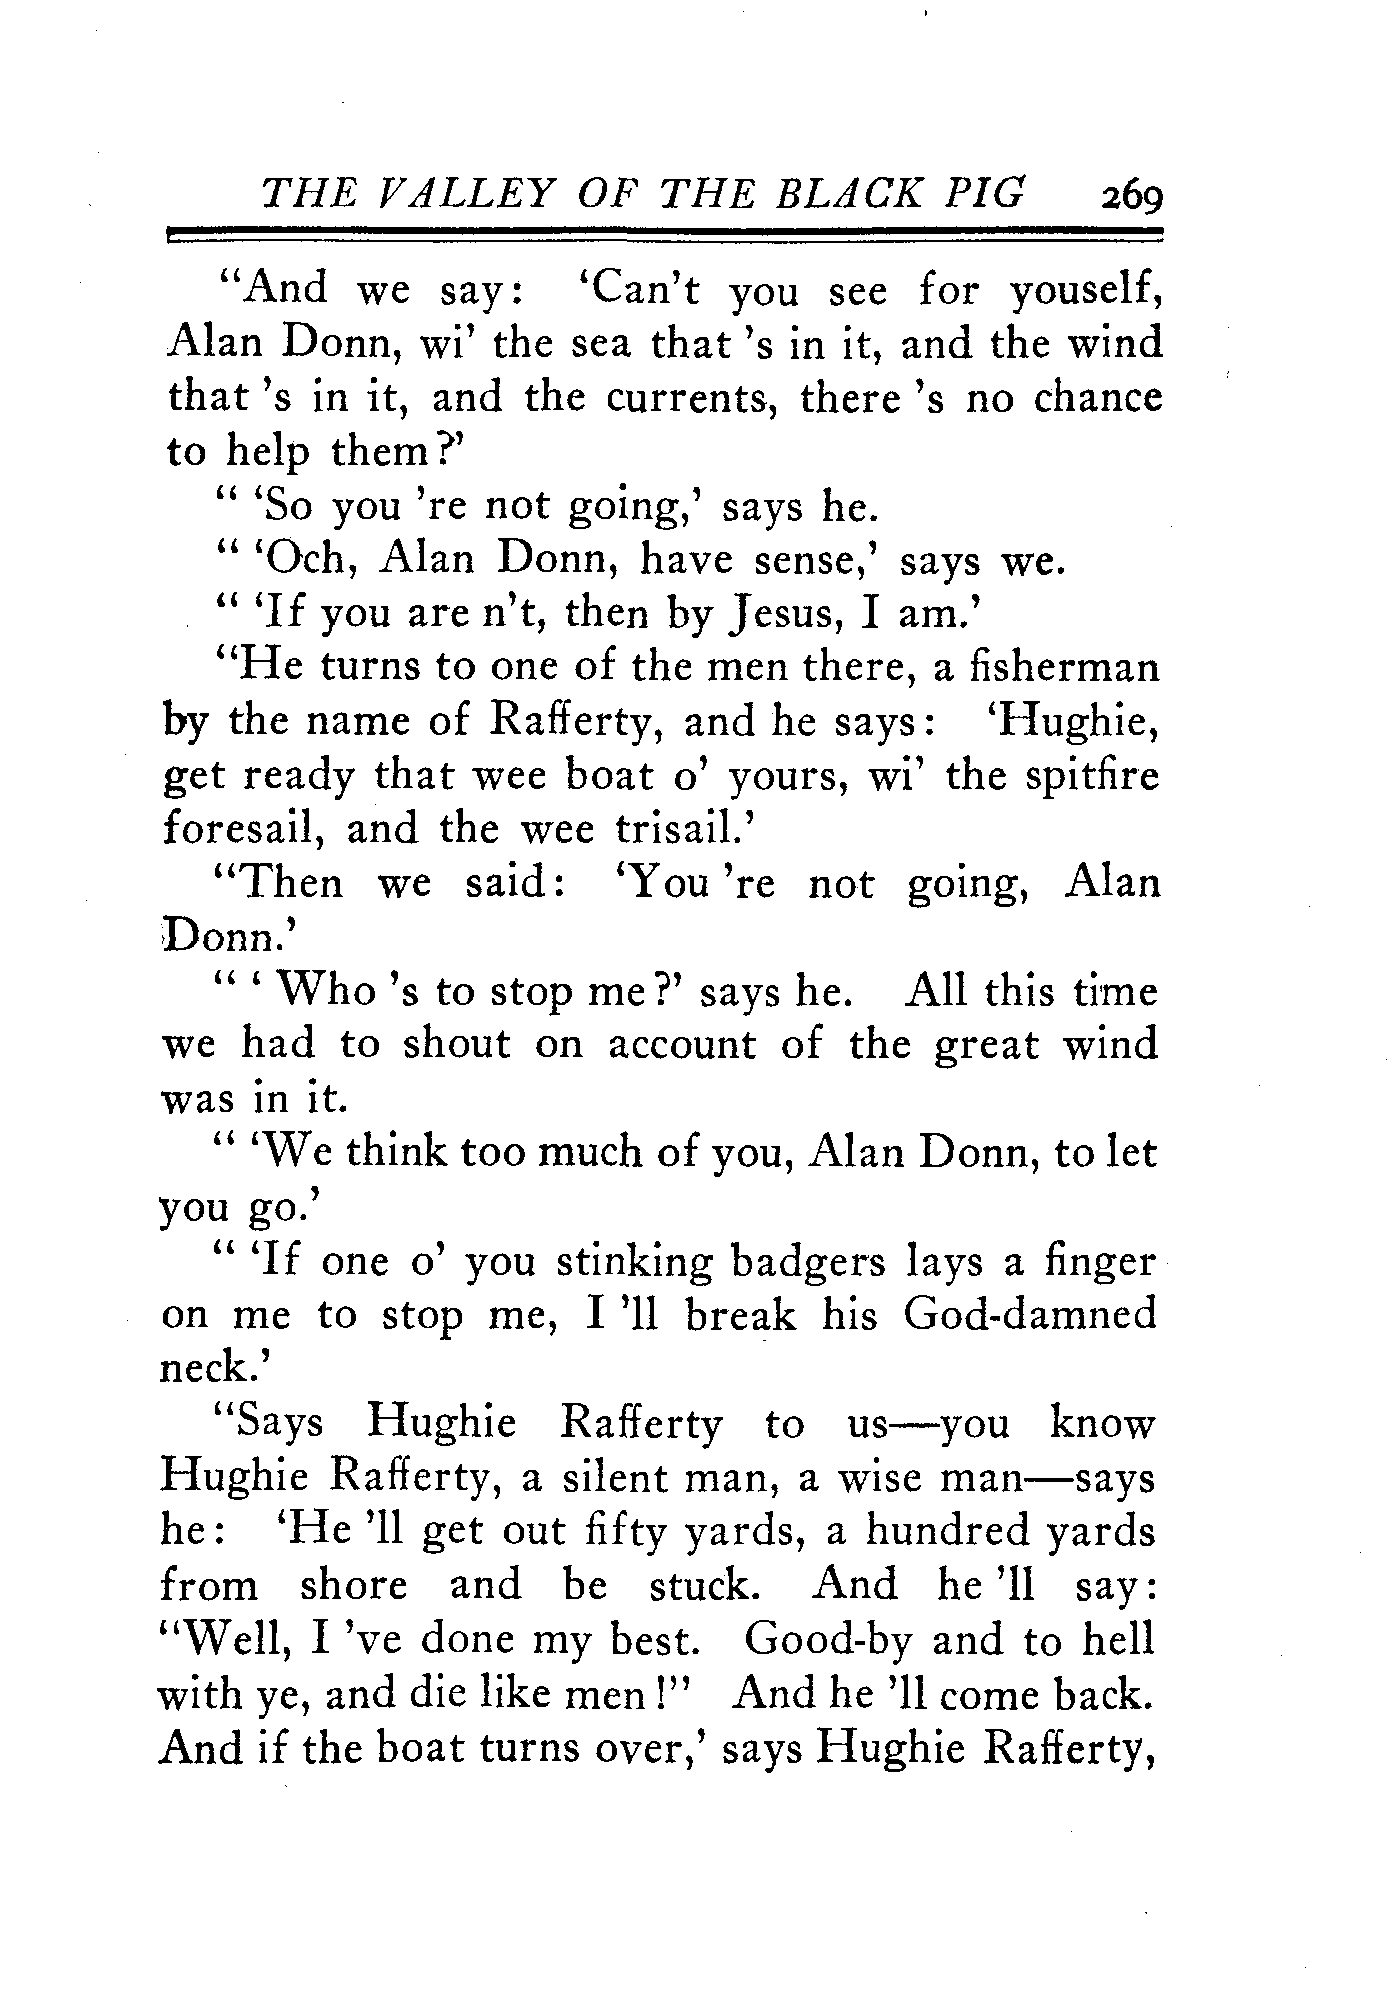 THE VALLEY OF THE BLACK PIG 269
"And we say: 'Can't you see for youself,
Alan Donn, wi' the sea that 's in it, and the wind
that 's in it, and the currents, there 's no chance
to help them?'
" 'So you 're not going,' says he.
" 'Och, Alan Donn, have sense,' says we.
" 'If you are n't, then by Jesus, I am.'
"He turns to one of the men there, a fisherman
by the name of Rafferty, and he says: 'Hughie,
get ready that wee boat o' yours, wi' the spitfire
foresail, and the wee trisail.'
"Then we said: 'You 're not going, Alan
Donn.'
" ' Who 's to stop me?' says he. All this time
we had to shout on account of the great wind
was in it.
" 'We think too much of you, Alan Donn, to let
you go.'
" 'If one o' you stinking badgers lays a finger
on me to stop me, I 'll break his God-damned
neck.'
"Says Hughie Rafferty to us—you know
Hughie Rafferty, a silent man, a wise man—says
he: 'He 'll get out fifty yards, a hundred yards
from shore and be stuck. And he 'll say:
"Well, I 've done my best. Good-by and to hell
with ye, and die like men!" And he 'll come back.
And if the boat turns over,' says Hughie Rafferty,